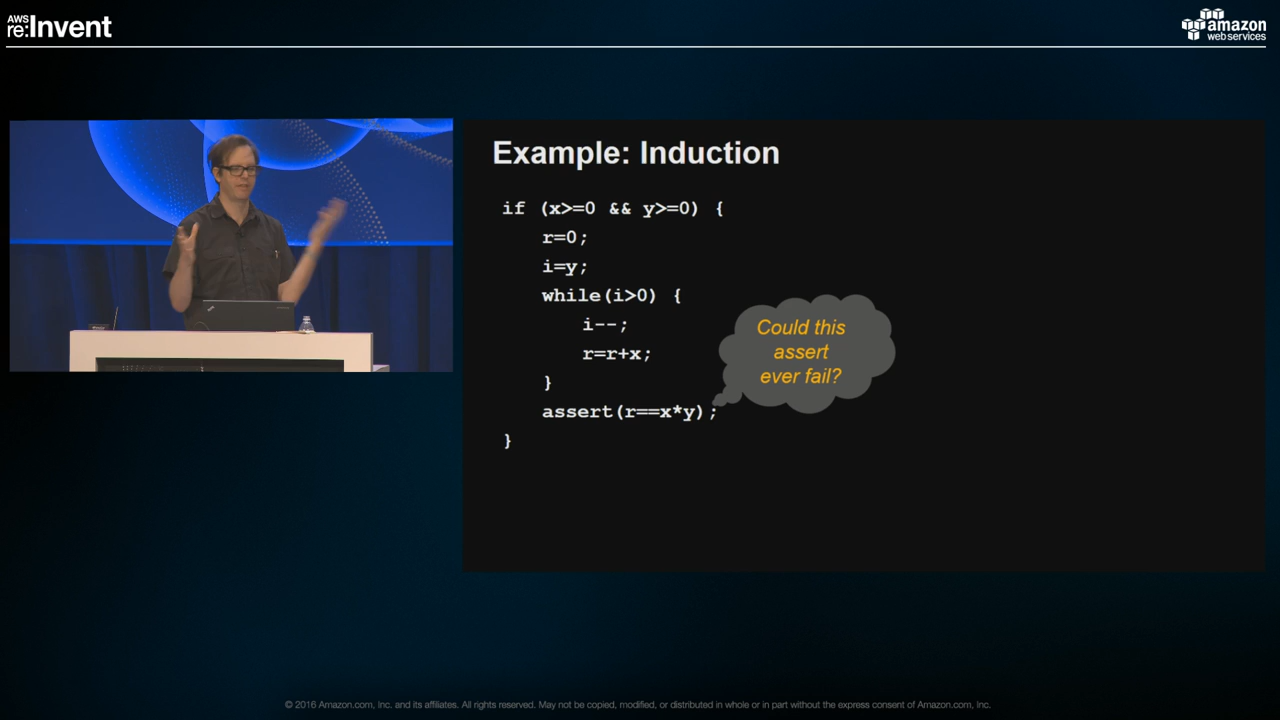 AWS
re:Invent
amazon
web services
Example: Induction
if (x>=0 && y>=0) {
r=0;
i=y;
while(i>0) {
i--;
r=r+x;
}
assert(r==x*y);
}
Could this
assert
ever fail?
© 2016 Amazon.com, Inc. and its affiliates. All rights reserved. May not be copied, modified, or distributed in whole or in part without the express consent of Amazon.com, Inc.